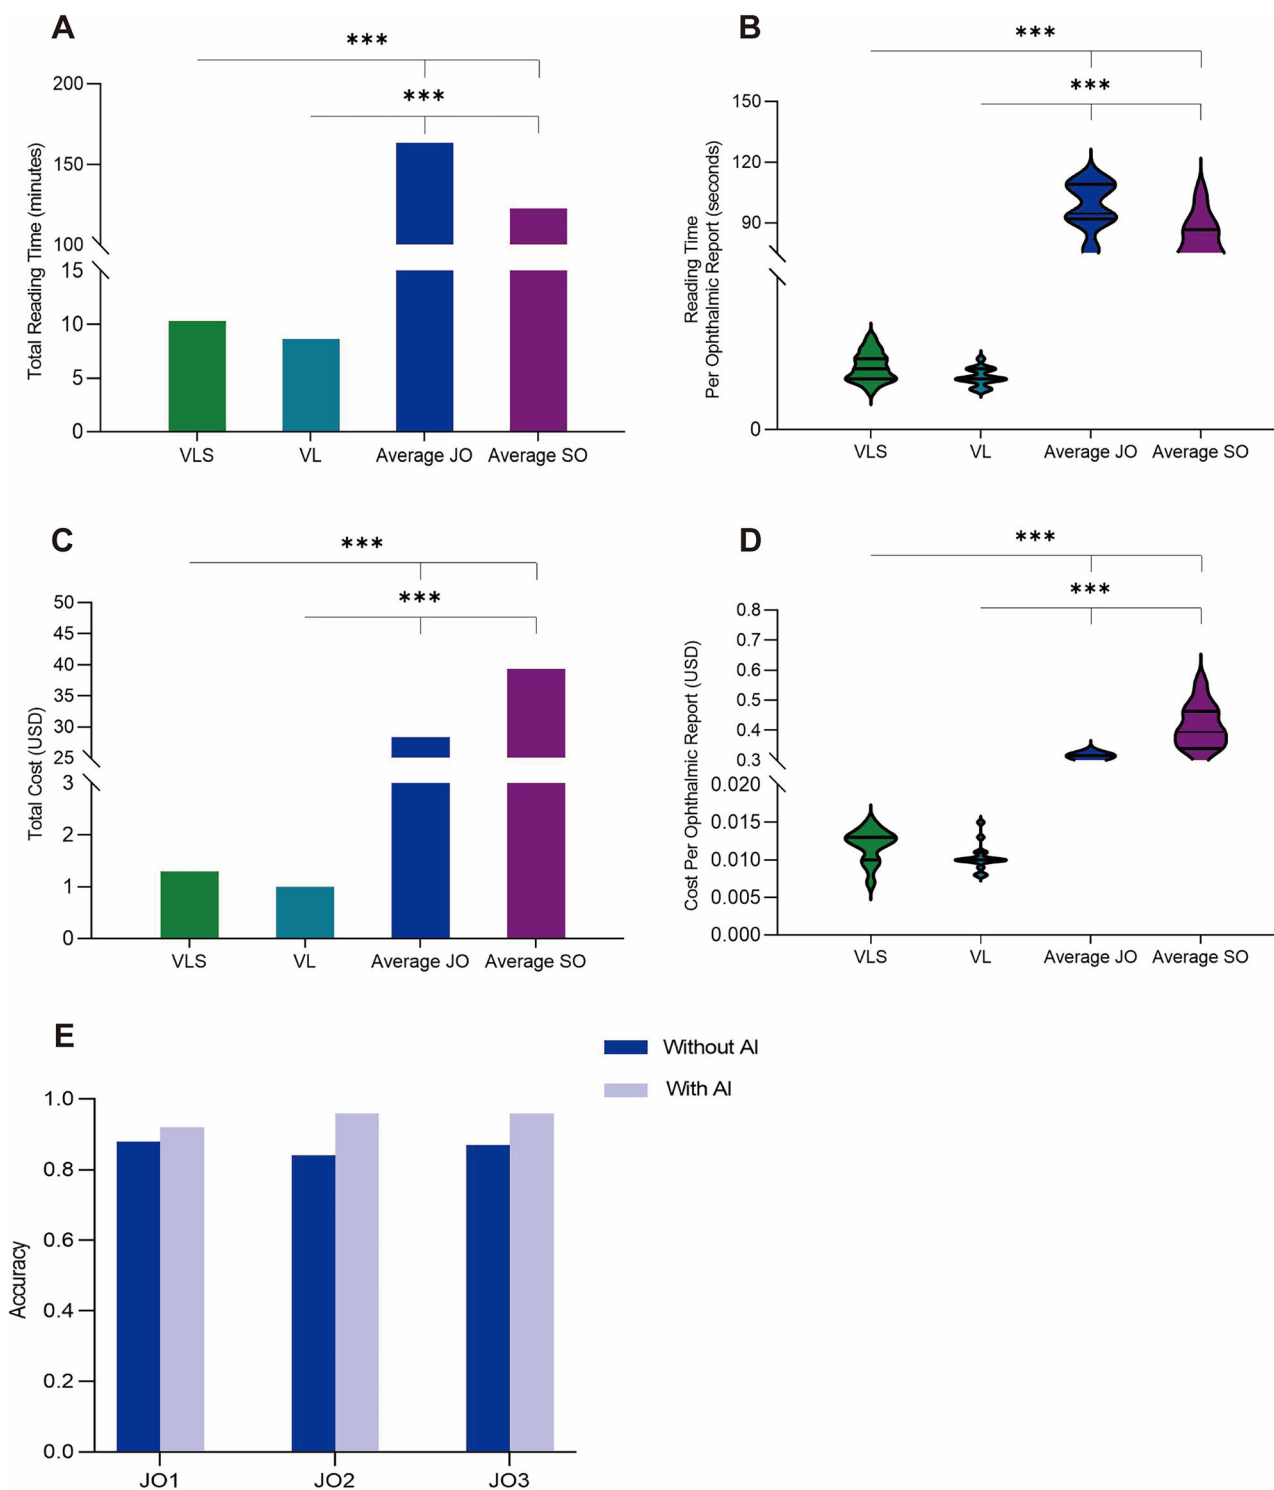 A
***
***
200
150
100
15
10
5
0
Total Reading Time (minutes)
VLS
VL
Average JO
Average SO
B
***
***
150
120
90
0
Reading Time
Per Ophthalmic Report (seconds)
VLS
VL
Average JO
Average SO
C
***
***
50
45
40
35
30
25
3
2
1
0
Total Cost (USD)
VLS
VL
Average JO
Average SO
D
***
***
0.8
0.7
0.6
0.5
0.4
0.3
0.020
0.015
0.010
0.005
0.000
Cost Per Ophthalmic Report (USD)
VLS
VL
Average JO
Average SO
E
Without AI
With AI
1.0
0.8
0.6
0.4
0.2
0.0
Accuracy
JO1
JO2
JO3